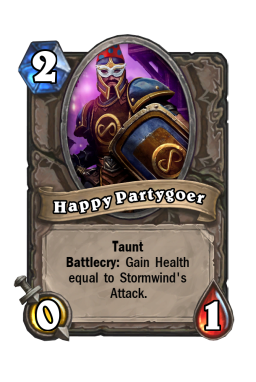 2
Happy Partygoer
Taunt
Battlecry: Gain Health
equal to Stormwind's
Attack.
0
1